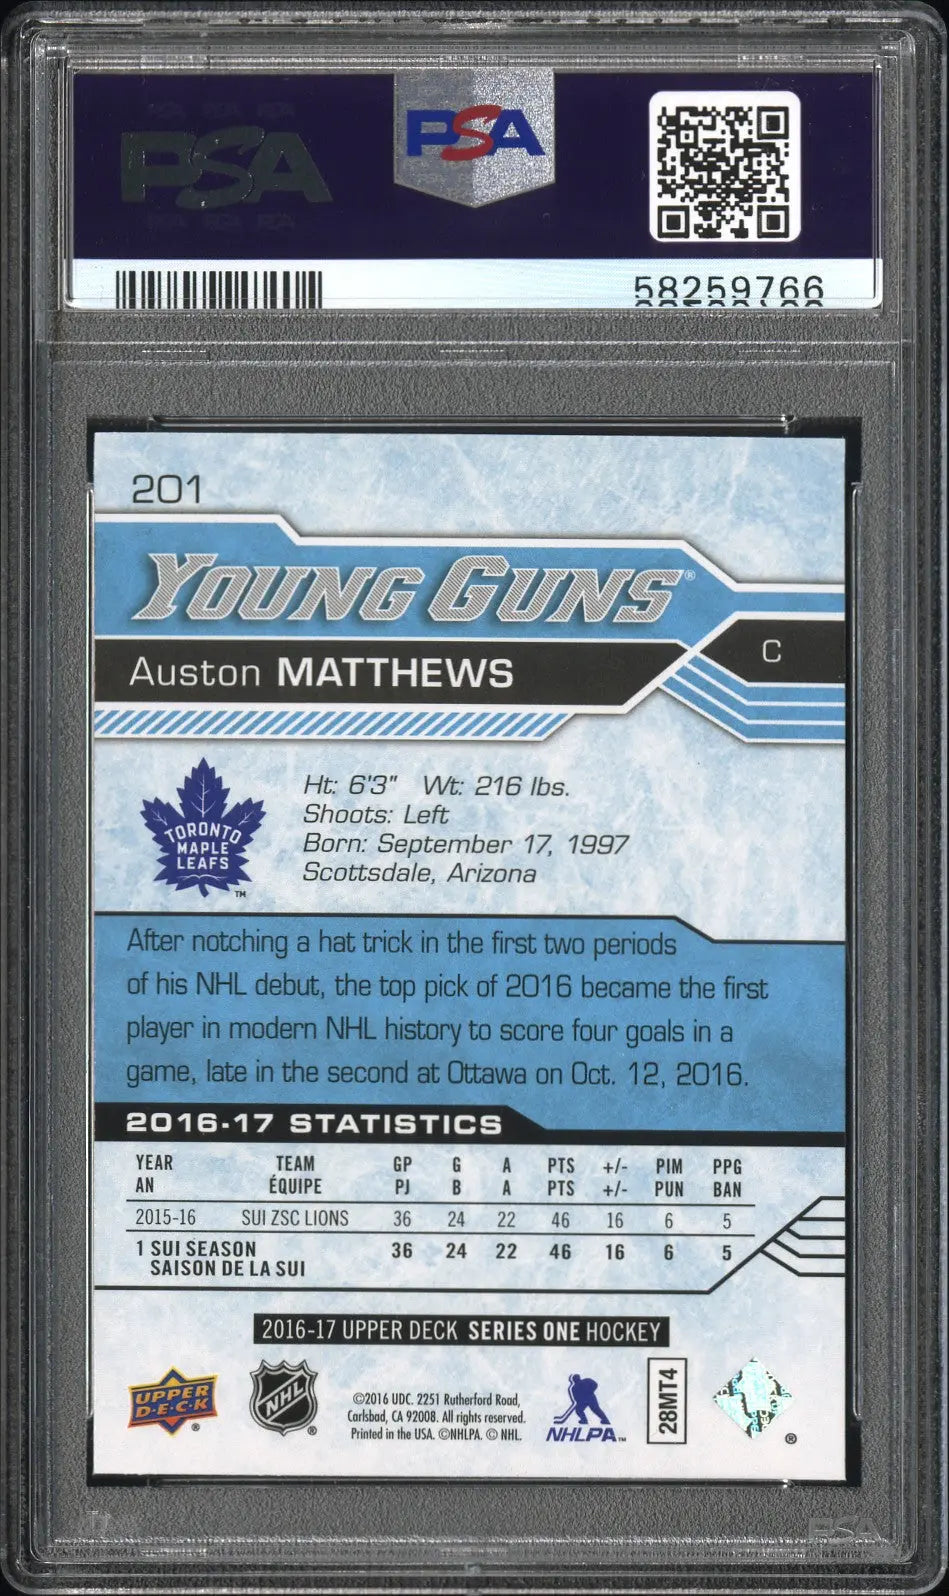 PSA
PSA
58259766
201
YOUNG GUNS®
Auston MATTHEWS
C
TORONTO
MAPLE
LEAFS
TM
Ht: 6'3" Wt: 216 lbs.
Shoots: Left
Born: September 17, 1997
Scottsdale, Arizona
After notching a hat trick in the first two periods
of his NHL debut, the top pick of 2016 became the first
player in modern NHL history to score four goals in a
game, late in the second at Ottawa on Oct. 12, 2016.
2016-17 STATISTICS
YEAR TEAM GP G A PTS +/- PIM PPG
AN ÉQUIPE PJ B A PTS +/- PUN BAN
2015-16 SUI ZSC LIONS 36 24 22 46 16 6 5
1 SUI SEASON 36 24 22 46 16 6 5
SAISON DE LA SUI
2016-17 UPPER DECK SERIES ONE HOCKEY
UPPER
D·E·C·K
®
NHL
®
©2016 UDC. 2251 Rutherford Road,
Carlsbad, CA 92008. All rights reserved.
Printed in the USA. ©NHLPA. © NHL.
NHLPA™
28MT4
®
PSA